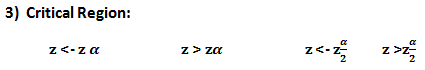 3) Critical Region:
z <- z α z > zα z <- z α/2 z >z α/2